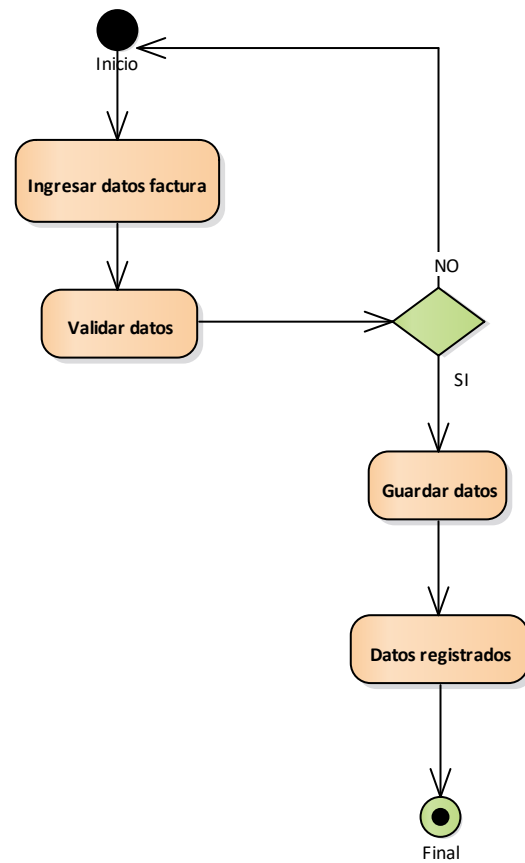 Inicio
Ingresar datos factura
Validar datos
NO
SI
Guardar datos
Datos registrados
Final